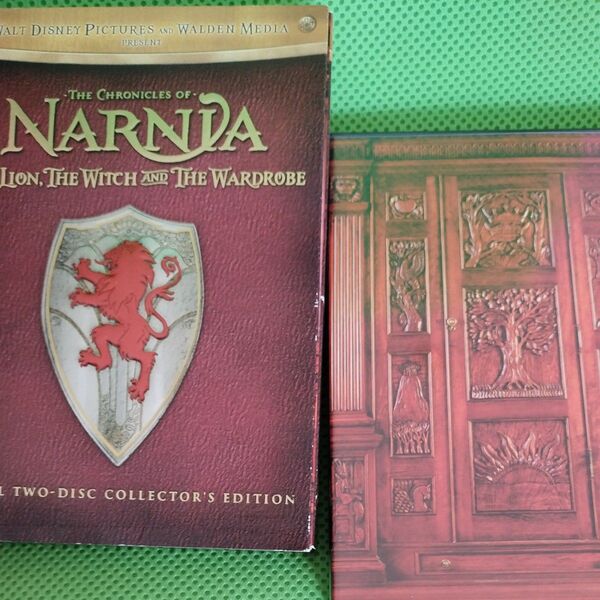 WALT DISNEY PICTURES AND WALDEN MEDIA
PRESENT
THE CHRONICLES OF
NARNIA
LION, THE WITCH AND THE WARDROBE
TWO-DISC COLLECTOR'S EDITION